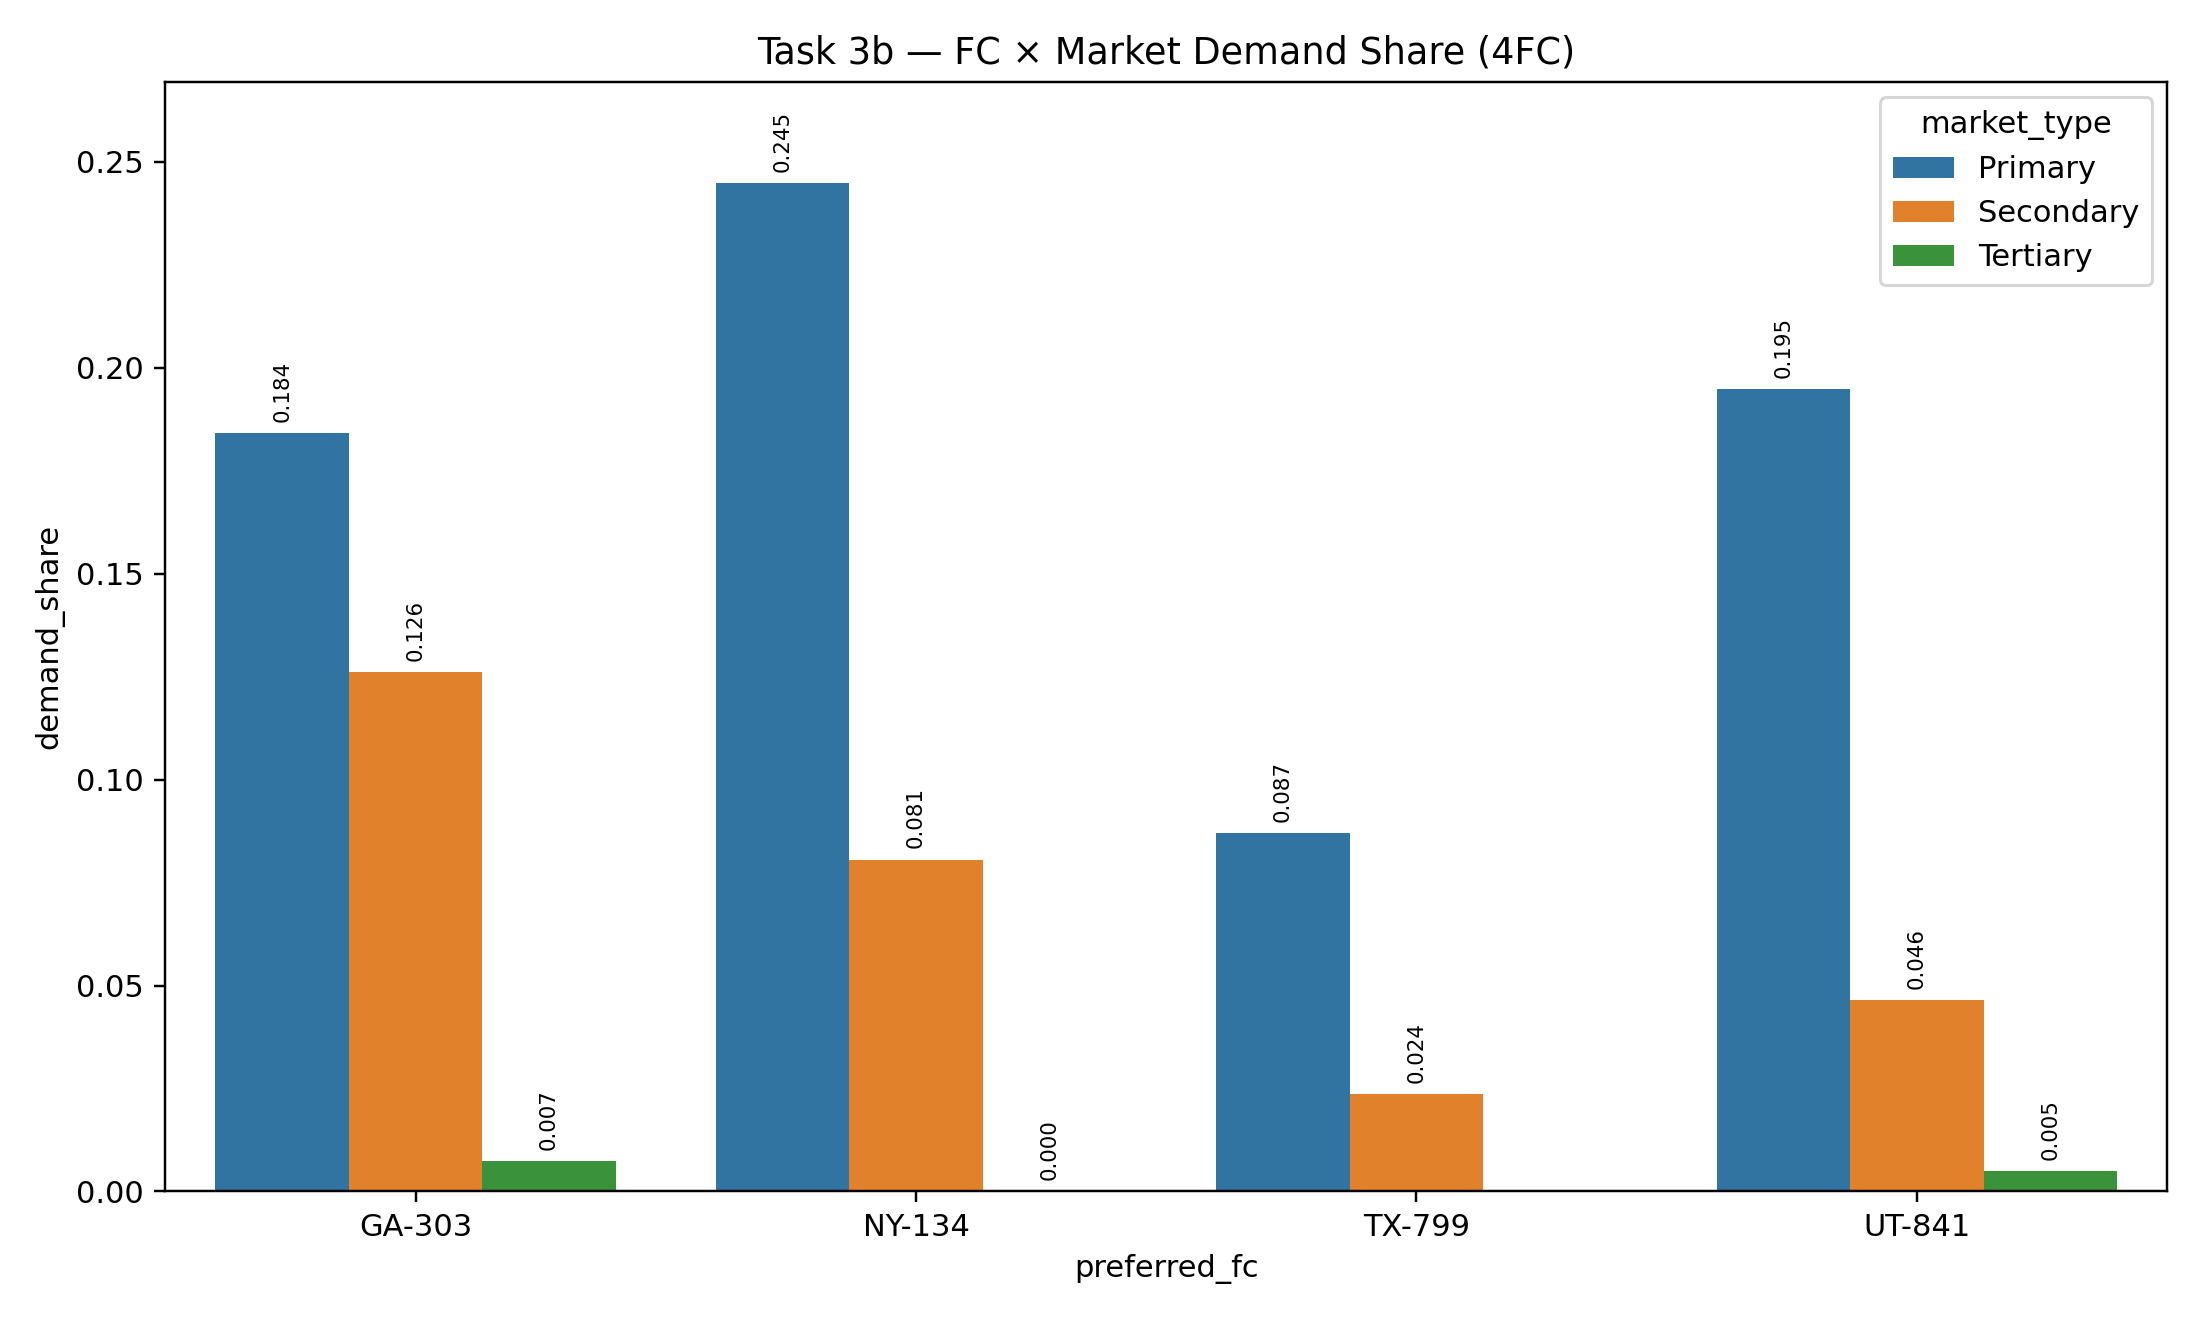 Task 3b — FC × Market Demand Share (4FC)
market_type
Primary
Secondary
Tertiary
demand_share
0.25
0.20
0.15
0.10
0.05
0.00
0.184
0.126
0.007
0.245
0.081
0.000
0.087
0.024
0.195
0.046
0.005
GA-303
NY-134
TX-799
UT-841
preferred_fc